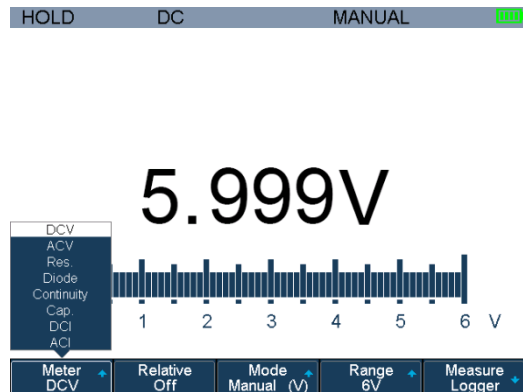 HOLD DC MANUAL
5.999V
DCV
ACV
Res.
Diode
Continuity
Cap.
DCI
ACI
1 2 3 4 5 6 V
Meter Relative Mode Range Measure
DCV Off Manual (V) 6V Logger